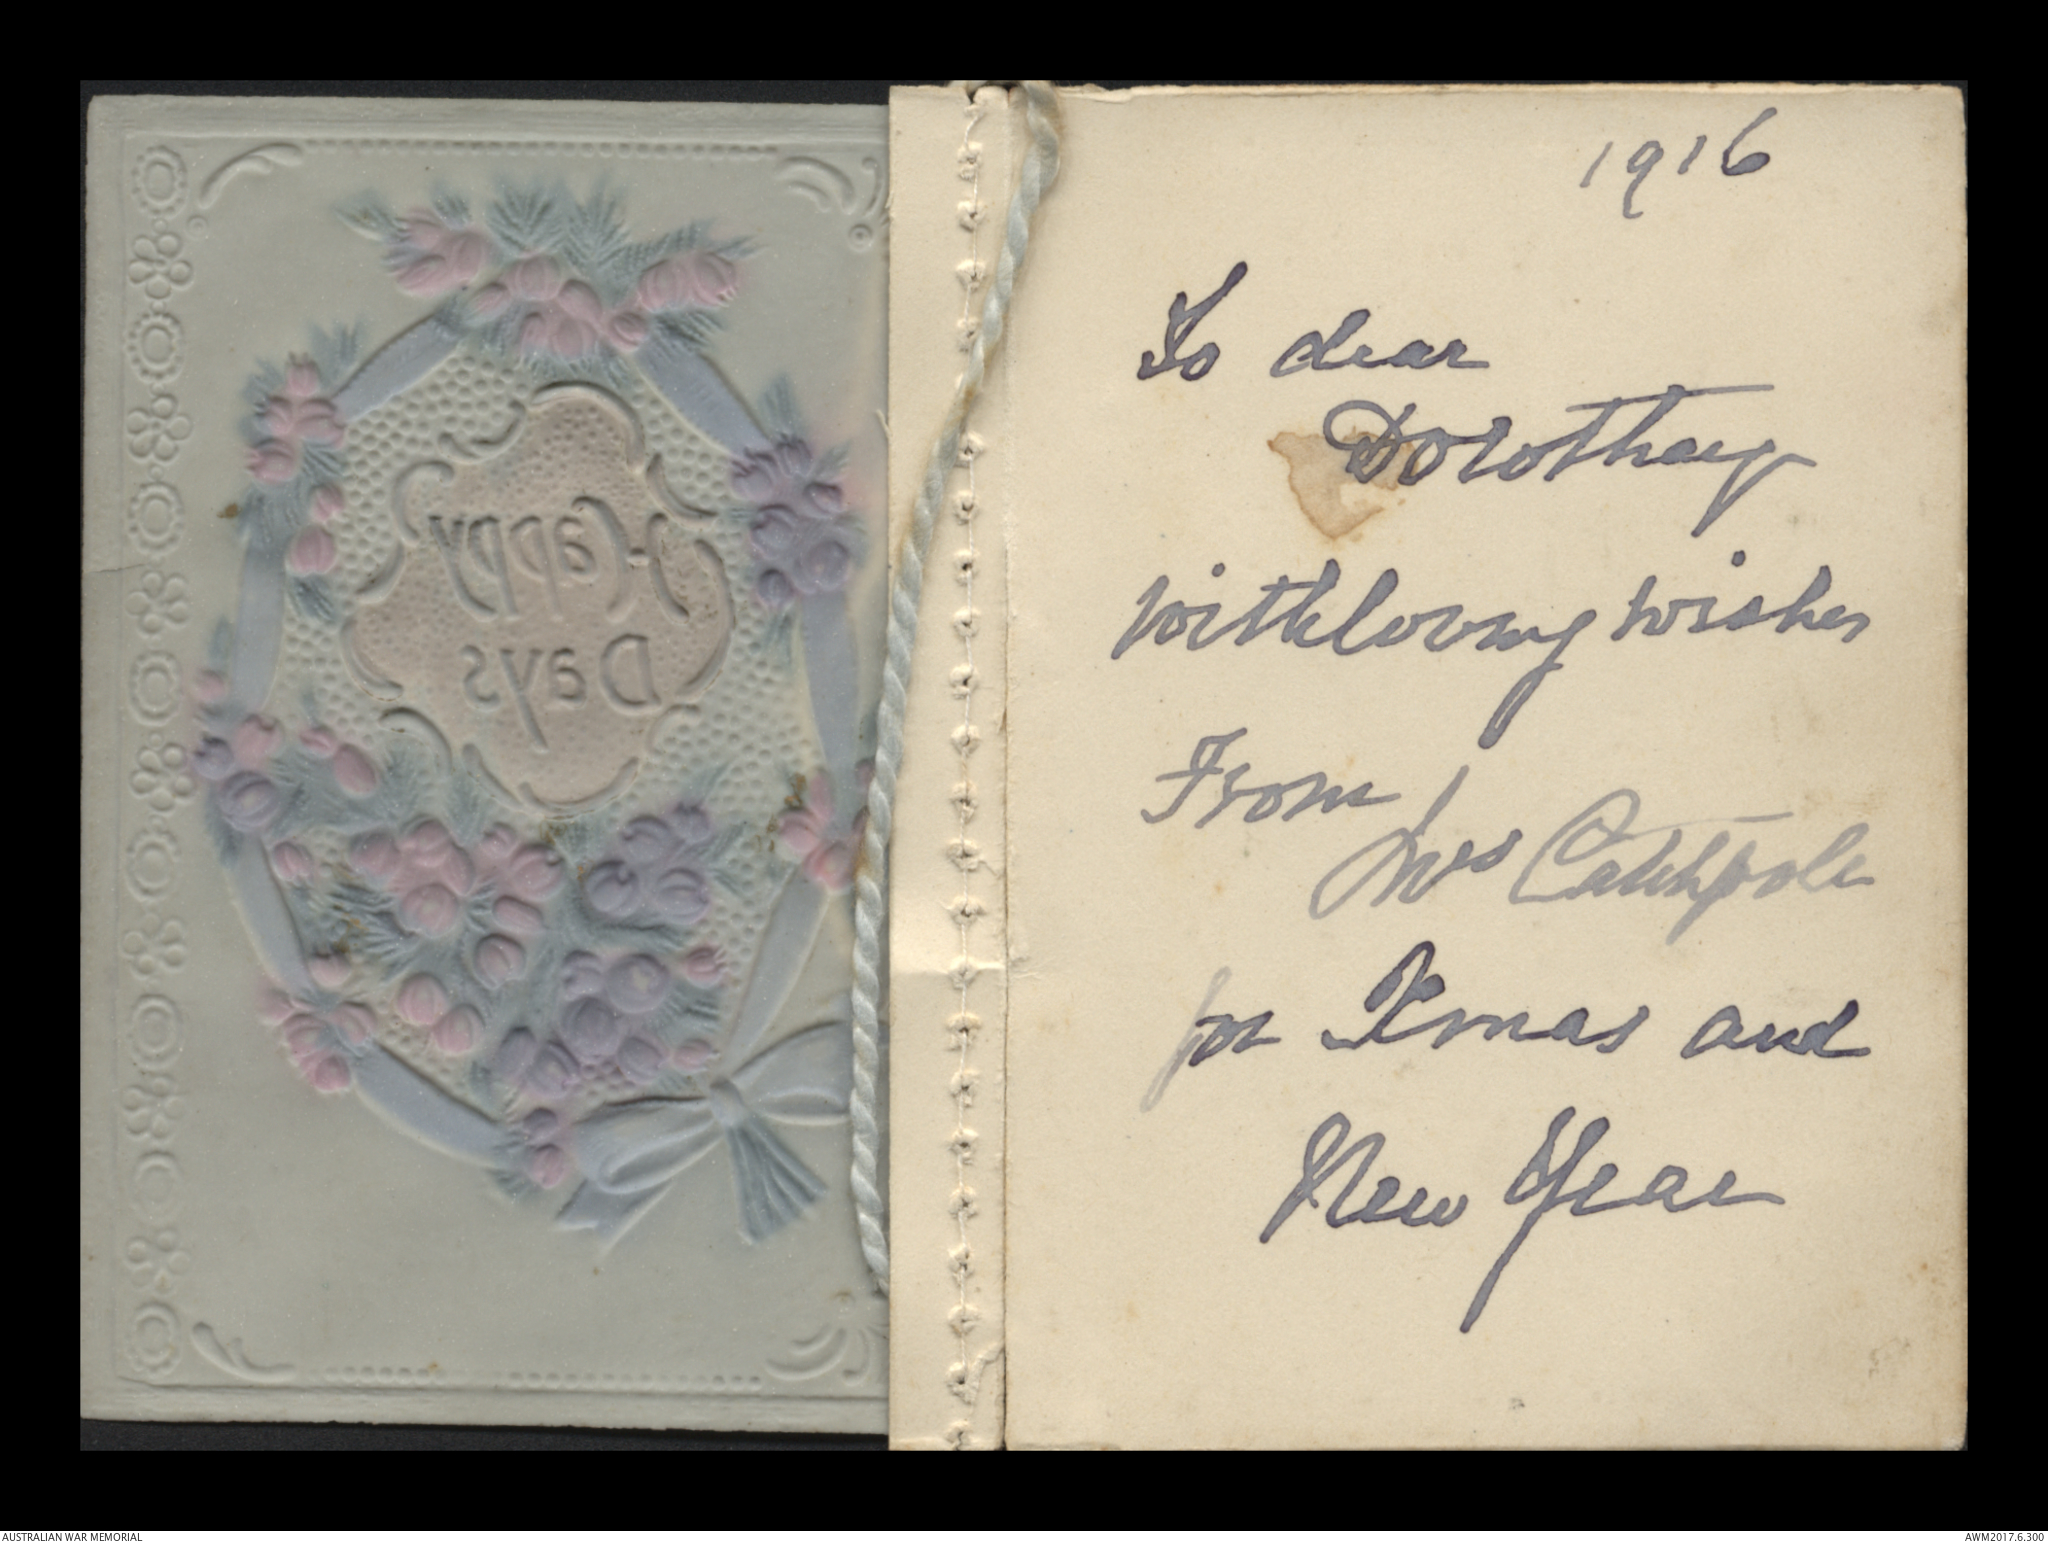 Happy
Days
1916
To dear
Dorothey
with loving wishes
From
Mrs Catchpole
for Xmas and
New Year
AUSTRALIAN WAR MEMORIAL
AWM2017.6.300